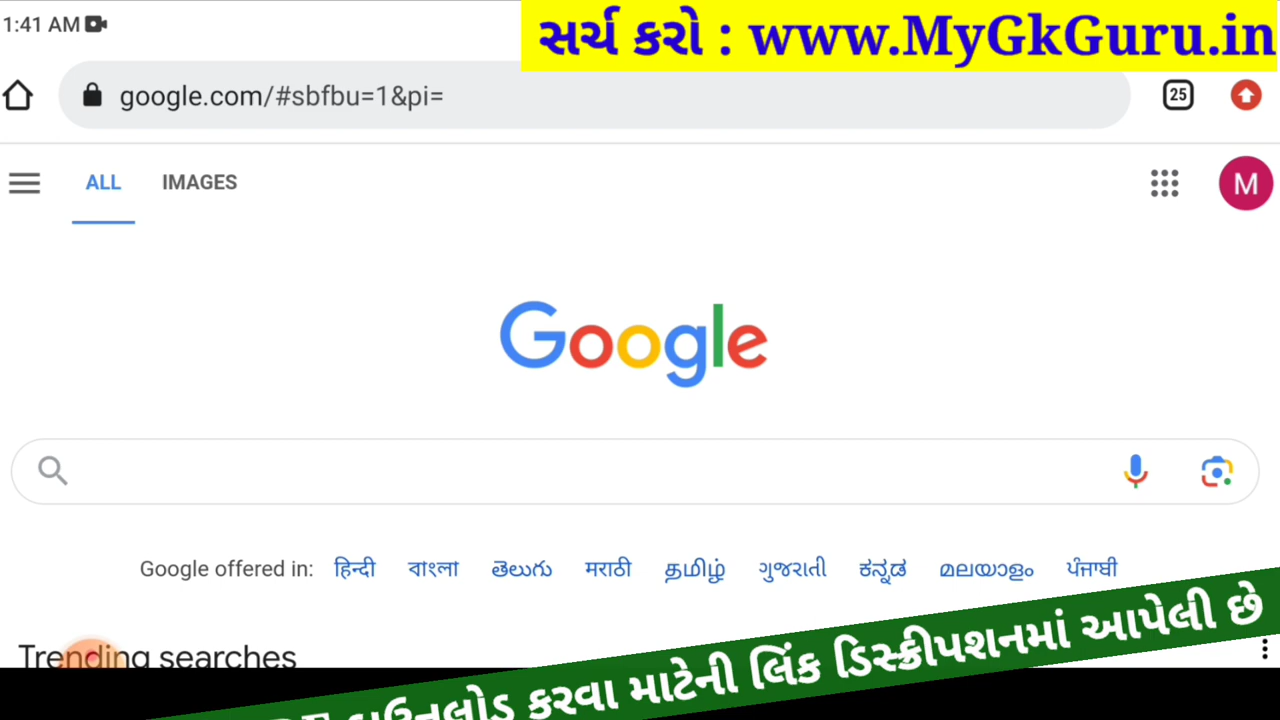 1:41 AM
સર્ચ કરો : www.MyGkGuru.in
google.com/#sbfbu=1&pi=
25
ALL IMAGES
M
Google
Google offered in: हिन्दी বাংলা తెలుగు मराठी தமிழ் ગુજરાતી ಕನ್ನಡ മലയാളം ਪੰਜਾਬੀ
Trending searches
કરવા માટેની લિંક ડિસ્ક્રીપશનમાં આપેલી છે